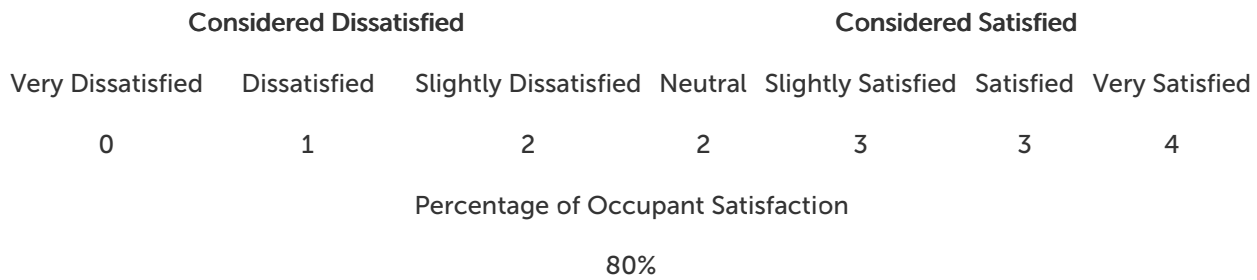 Considered Dissatisfied Considered Satisfied
Very Dissatisfied Dissatisfied Slightly Dissatisfied Neutral Slightly Satisfied Satisfied Very Satisfied
0 1 2 2 3 3 4
Percentage of Occupant Satisfaction
80%